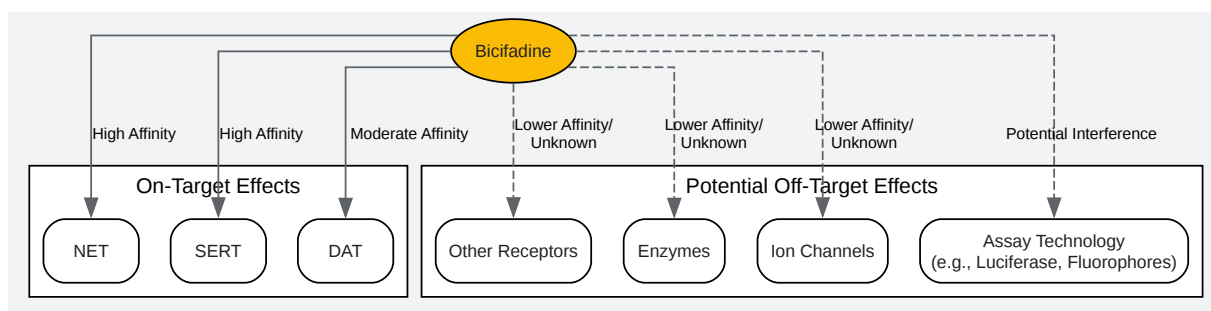 Bicifadine
High Affinity
High Affinity
Moderate Affinity
Lower Affinity/
Unknown
Lower Affinity/
Unknown
Lower Affinity/
Unknown
Potential Interference
On-Target Effects
Potential Off-Target Effects
NET
SERT
DAT
Other Receptors
Enzymes
Ion Channels
Assay Technology
(e.g., Luciferase, Fluorophores)